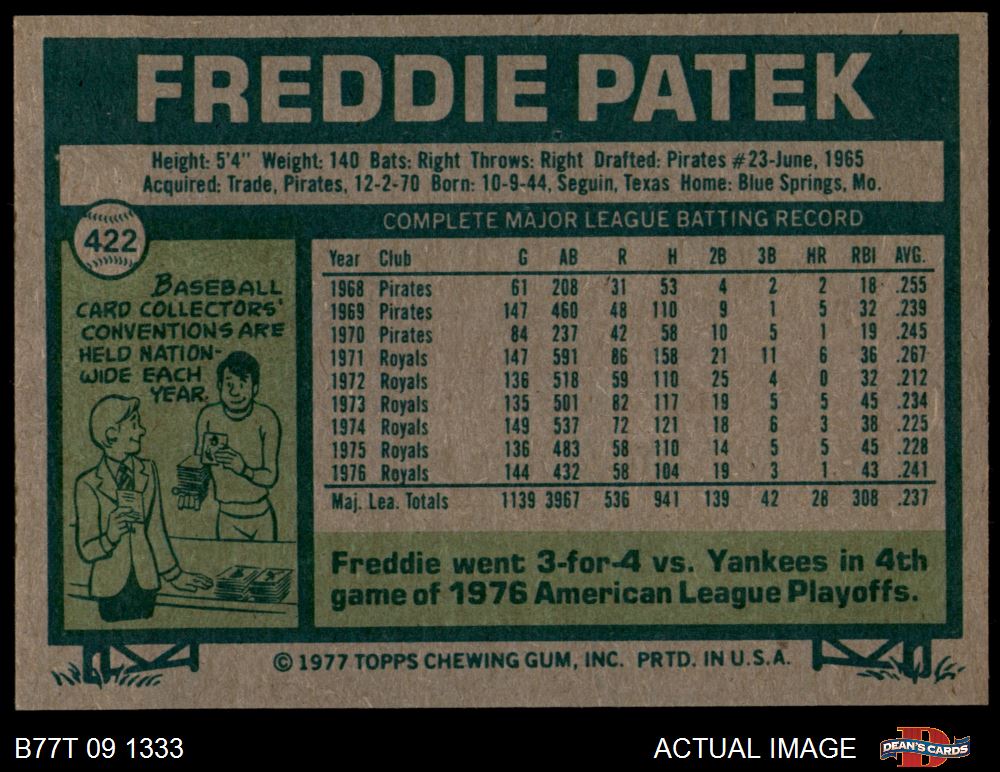 FREDDIE PATEK
Height: 5'4" Weight: 140 Bats: Right Throws: Right Drafted: Pirates #23-June, 1965
Acquired: Trade, Pirates, 12-2-70 Born: 10-9-44, Seguin, Texas Home: Blue Springs, Mo.
422
BASEBALL
CARD COLLECTORS'
CONVENTIONS ARE
HELD NATION-
WIDE EACH
YEAR.
COMPLETE MAJOR LEAGUE BATTING RECORD
Year Club G AB R H 2B 3B HR RBI AVG.
1968 Pirates 61 208 31 53 4 2 2 18 .255
1969 Pirates 147 460 48 110 9 1 5 32 .239
1970 Pirates 84 237 42 58 10 5 1 19 .245
1971 Royals 147 591 86 158 21 11 6 36 .267
1972 Royals 136 518 59 110 25 4 0 32 .212
1973 Royals 135 501 82 117 19 5 5 45 .234
1974 Royals 149 537 72 121 18 6 3 38 .225
1975 Royals 136 483 58 110 14 5 5 45 .228
1976 Royals 144 432 58 104 19 3 1 43 .241
Maj. Lea. Totals 1139 3967 536 941 139 42 28 308 .237
Freddie went 3-for-4 vs. Yankees in 4th
game of 1976 American League Playoffs.
© 1977 TOPPS CHEWING GUM, INC. PRTD. IN U.S.A.
B77T 09 1333
ACTUAL IMAGE
D
DEAN'S CARDS